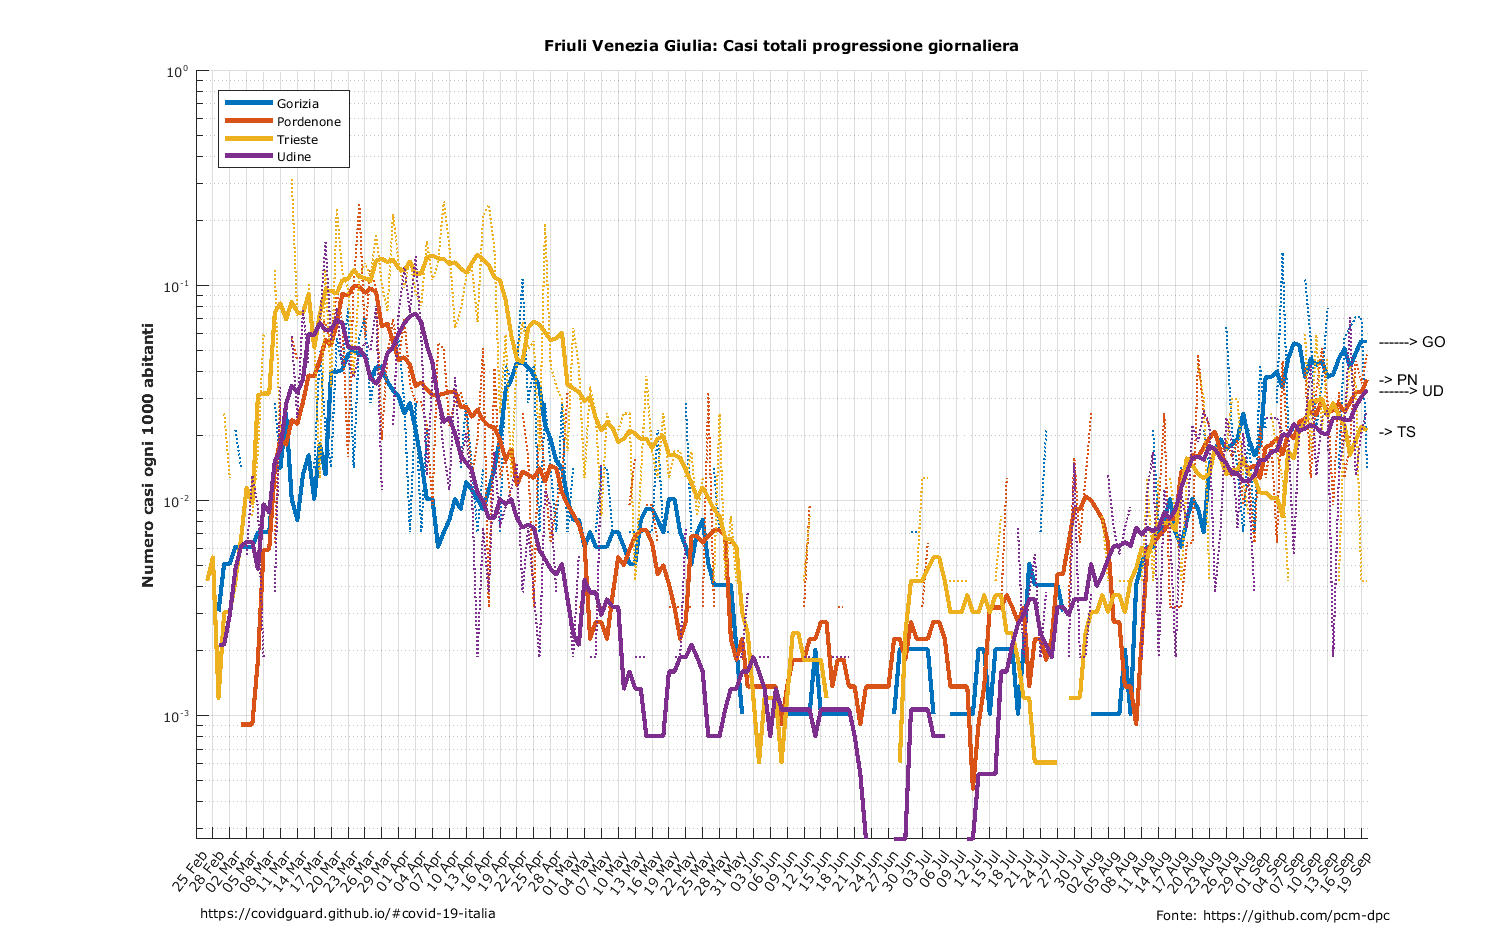 Friuli Venezia Giulia: Casi totali progressione giornaliera
10^0
10^-1
10^-2
10^-3
Numero casi ogni 1000 abitanti
Gorizia
Pordenone
Trieste
Udine
------> GO
-> PN
------> UD
-> TS
25 Feb
28 Feb
02 Mar
05 Mar
08 Mar
11 Mar
14 Mar
17 Mar
20 Mar
23 Mar
26 Mar
29 Mar
01 Apr
04 Apr
07 Apr
10 Apr
13 Apr
16 Apr
19 Apr
22 Apr
25 Apr
28 Apr
01 May
04 May
07 May
10 May
13 May
16 May
19 May
22 May
25 May
28 May
31 May
03 Jun
06 Jun
09 Jun
12 Jun
15 Jun
18 Jun
21 Jun
24 Jun
27 Jun
30 Jun
03 Jul
06 Jul
09 Jul
12 Jul
15 Jul
18 Jul
21 Jul
24 Jul
27 Jul
30 Jul
02 Aug
05 Aug
08 Aug
11 Aug
14 Aug
17 Aug
20 Aug
23 Aug
26 Aug
29 Aug
01 Sep
04 Sep
07 Sep
10 Sep
13 Sep
16 Sep
19 Sep
https://covidguard.github.io/#covid-19-italia
Fonte: https://github.com/pcm-dpc